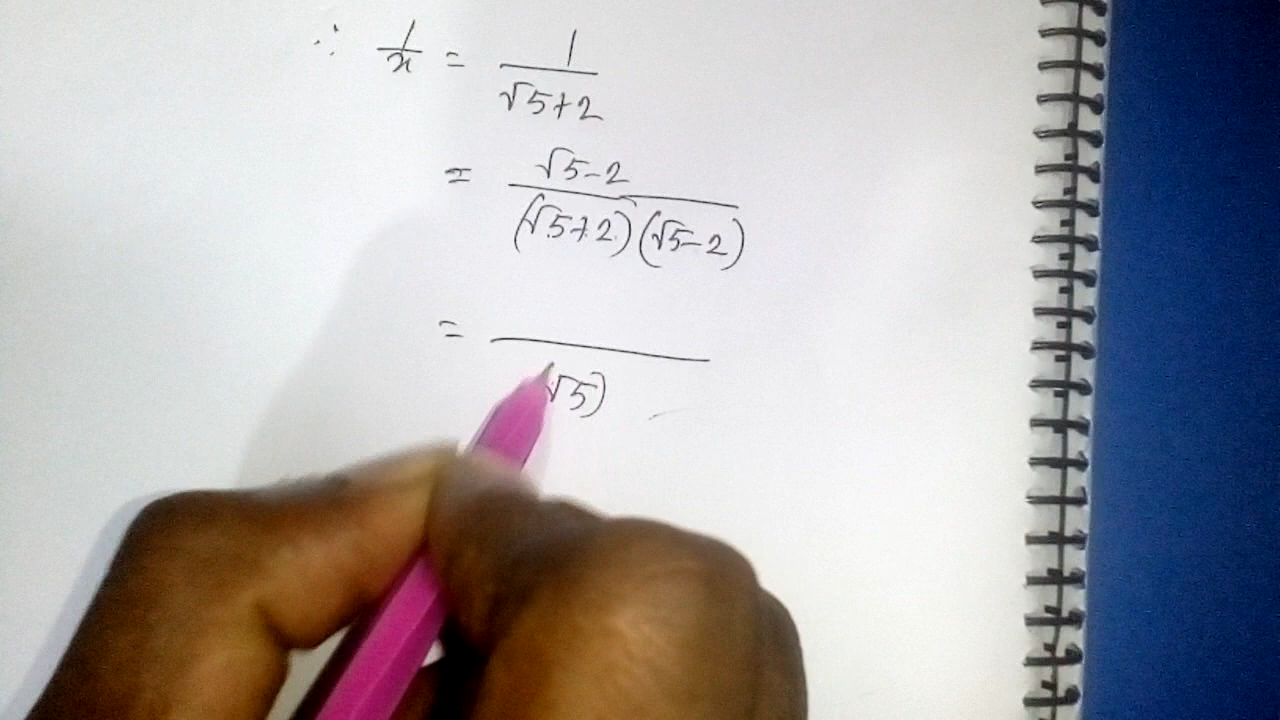 ∴ 1/x = 1/(√5+2)
= √5-2/(√5+2)(√5-2)
= /√5)